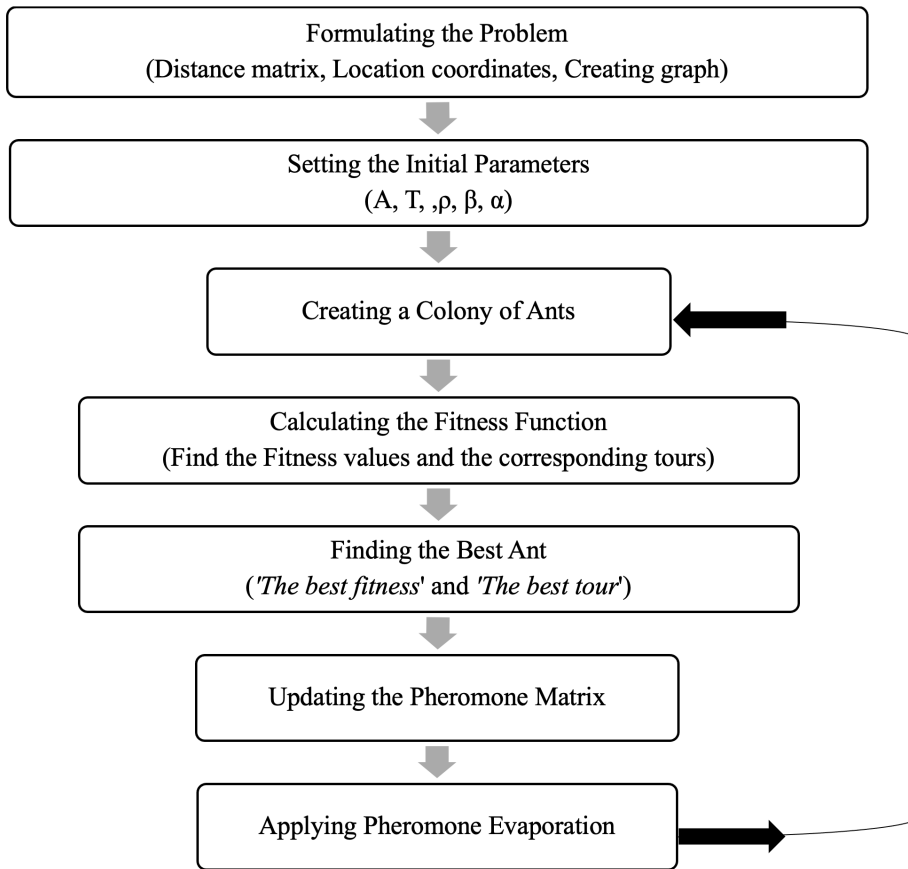 Formulating the Problem
(Distance matrix, Location coordinates, Creating graph)
Setting the Initial Parameters
(A, T, ,ρ, β, α)
Creating a Colony of Ants
Calculating the Fitness Function
(Find the Fitness values and the corresponding tours)
Finding the Best Ant
('The best fitness' and 'The best tour')
Updating the Pheromone Matrix
Applying Pheromone Evaporation